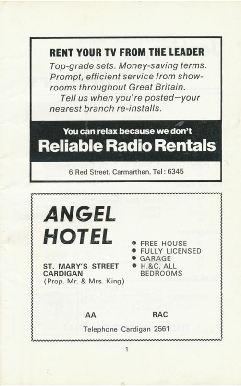 RENT YOUR TV FROM THE LEADER
Top-grade sets. Money-saving terms.
Prompt, efficient service from show-
rooms throughout Great Britain.
Tell us when you're posted—your
nearest branch re-installs.
You can relax because we don't
Reliable Radio Rentals
6 Red Street. Carmarthen. Tel: 6345
ANGEL
HOTEL
ST. MARY'S STREET
CARDIGAN
(Prop. Mr. & Mrs. King)
● FREE HOUSE
● FULLY LICENSED
● GARAGE
● H.&C. ALL
BEDROOMS
AA RAC
Telephone Cardigan 2561
1